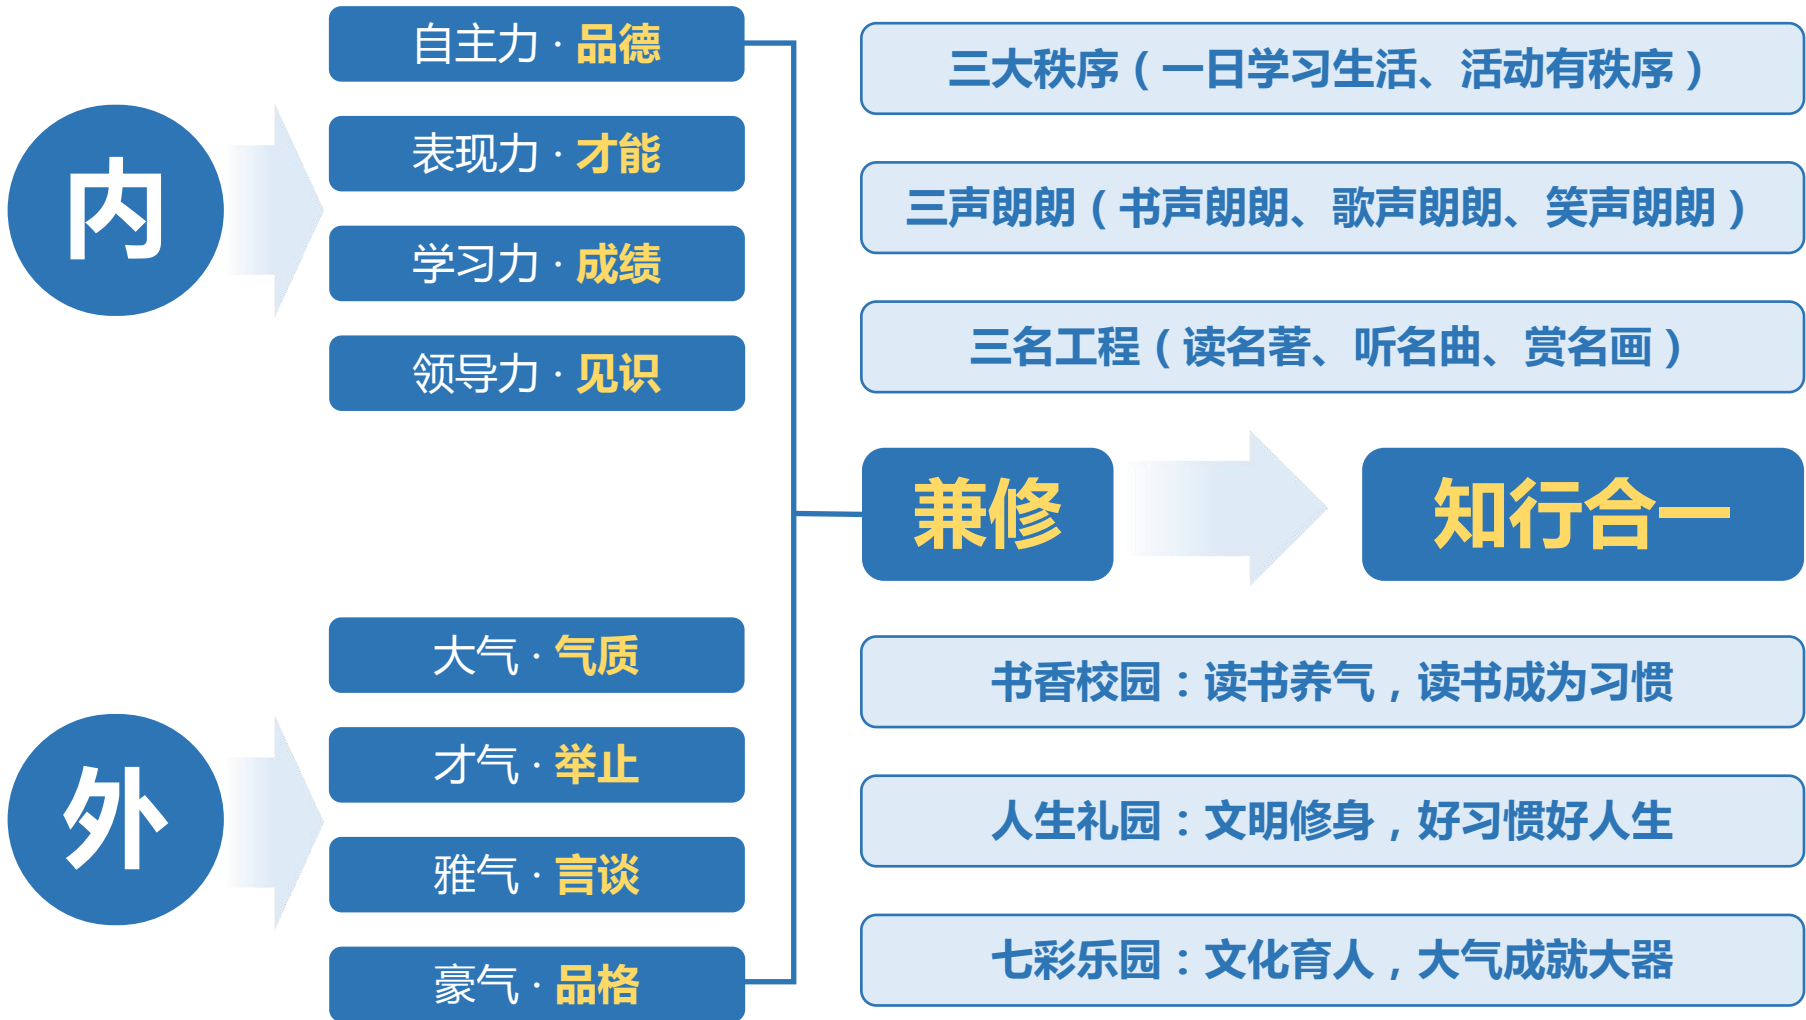 内
自主力·品德
表现力·才能
学习力·成绩
领导力·见识
外
大气·气质
才气·举止
雅气·言谈
豪气·品格
三大秩序（一日学习生活、活动有秩序）
三声朗朗（书声朗朗、歌声朗朗、笑声朗朗）
三名工程（读名著、听名曲、赏名画）
兼修
知行合一
书香校园：读书养气，读书成为习惯
人生礼园：文明修身，好习惯好人生
七彩乐园：文化育人，大气成就大器